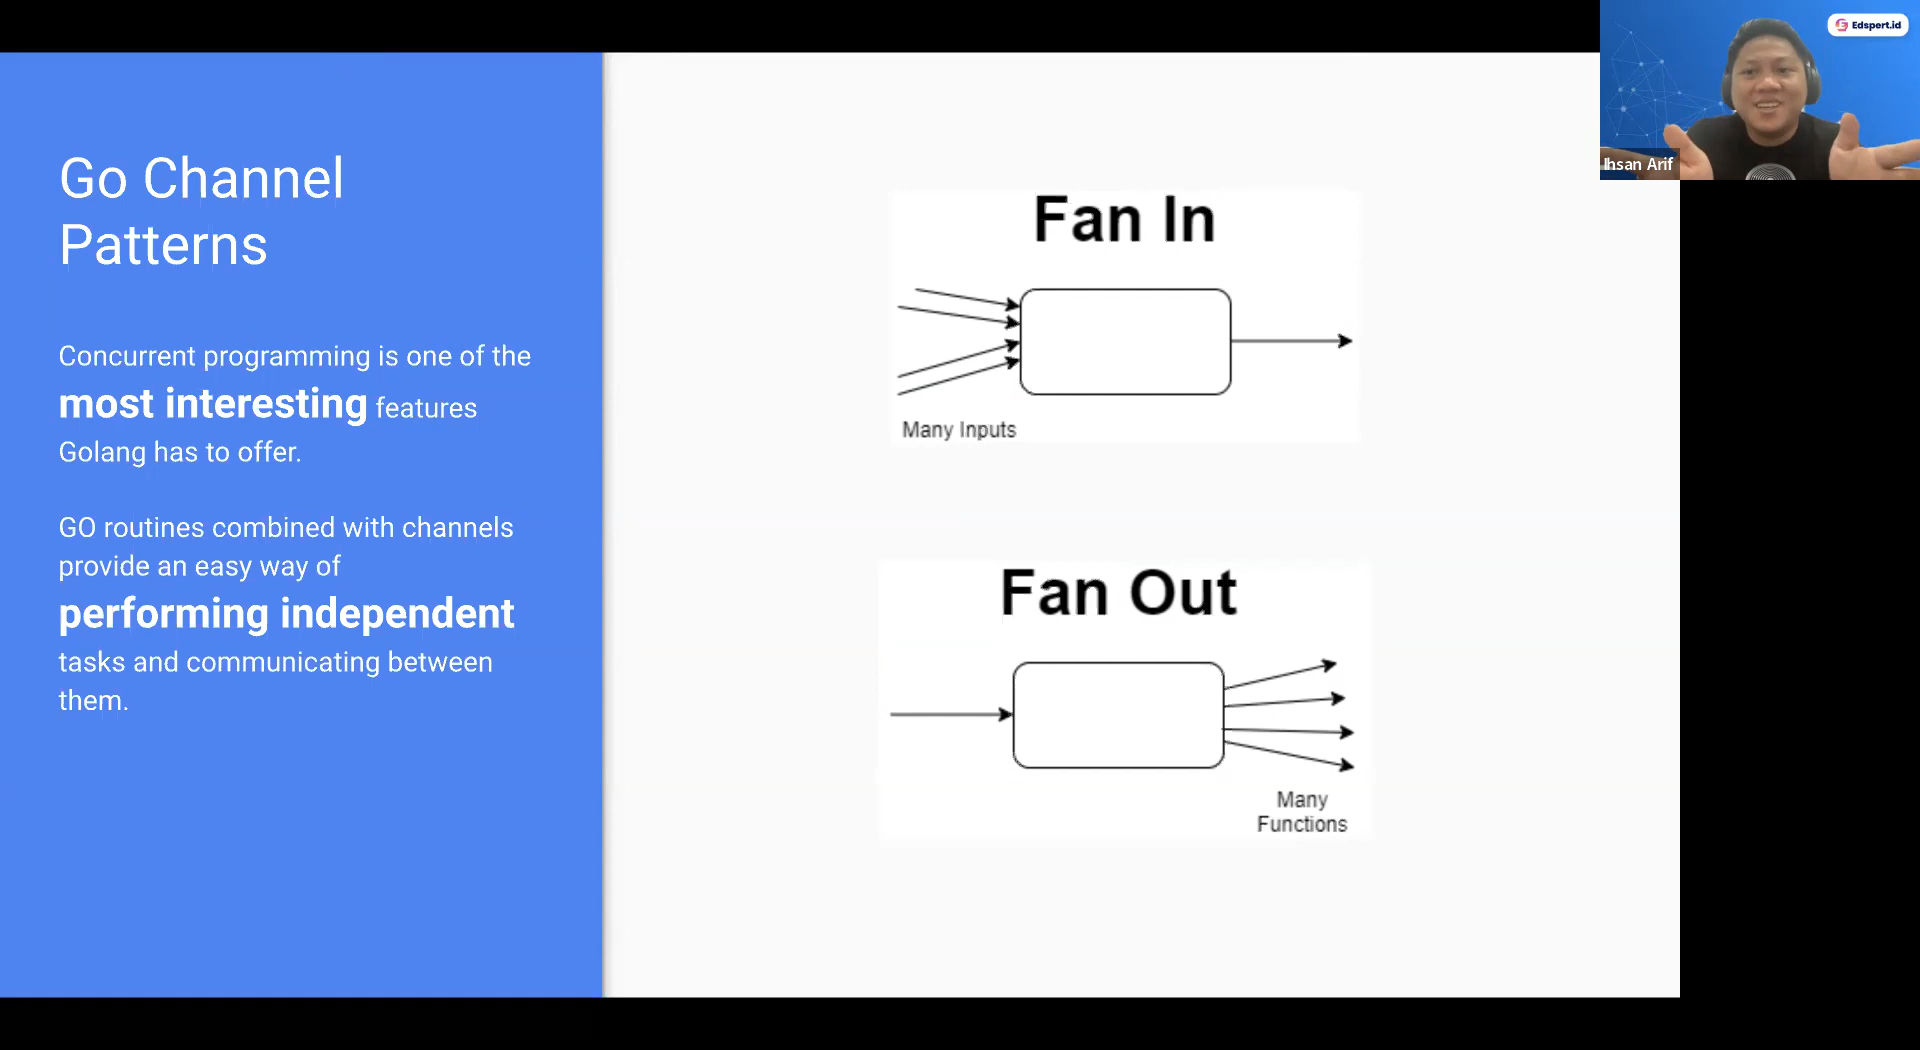 Go Channel
Patterns
Concurrent programming is one of the
most interesting features
Golang has to offer.
GO routines combined with channels
provide an easy way of
performing independent
tasks and communicating between
them.
Fan In
Many Inputs
Fan Out
Many
Functions
Edspert.id
Ihsan Arif